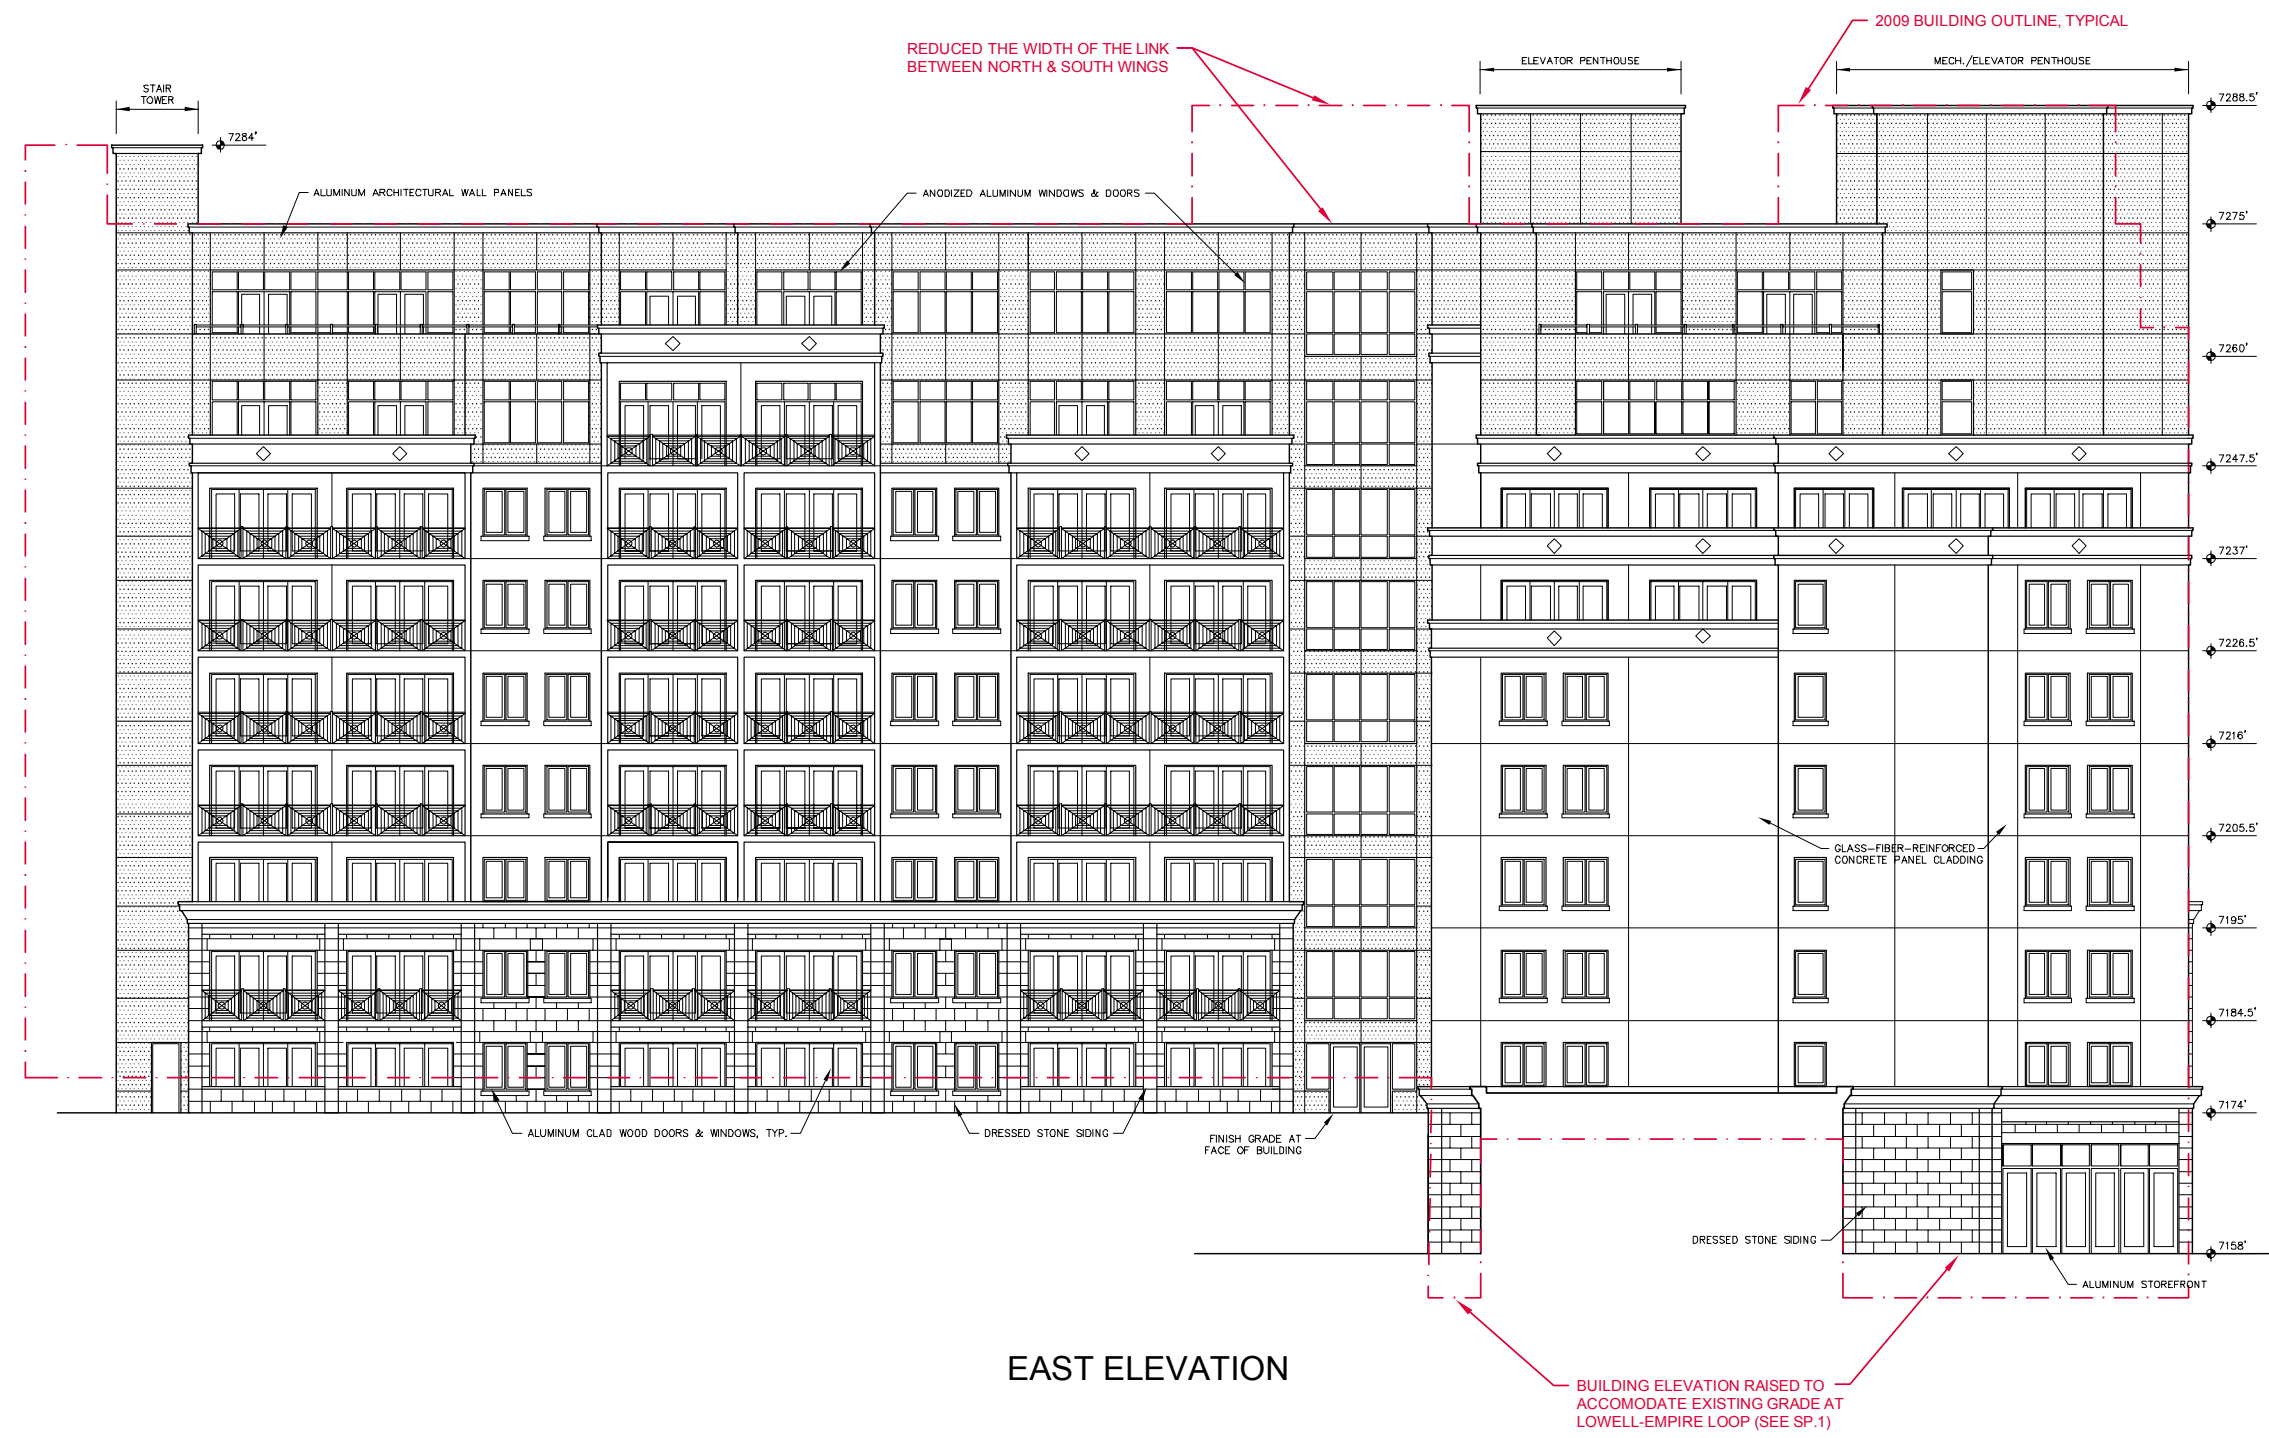 2009 BUILDING OUTLINE, TYPICAL
REDUCED THE WIDTH OF THE LINK
BETWEEN NORTH & SOUTH WINGS
ELEVATOR PENTHOUSE
MECH./ELEVATOR PENTHOUSE
STAIR
TOWER
7288.5'
7284'
ALUMINUM ARCHITECTURAL WALL PANELS
ANODIZED ALUMINUM WINDOWS & DOORS
7275'
7260'
7247.5'
7237'
7226.5'
7216'
7205.5'
GLASS-FIBER-REINFORCED
CONCRETE PANEL CLADDING
7195'
7184.5'
7174'
ALUMINUM CLAD WOOD DOORS & WINDOWS, TYP.
DRESSED STONE SIDING
FINISH GRADE AT
FACE OF BUILDING
DRESSED STONE SIDING
7158'
ALUMINUM STOREFRONT
EAST ELEVATION
BUILDING ELEVATION RAISED TO
ACCOMODATE EXISTING GRADE AT
LOWELL-EMPIRE LOOP (SEE SP.1)